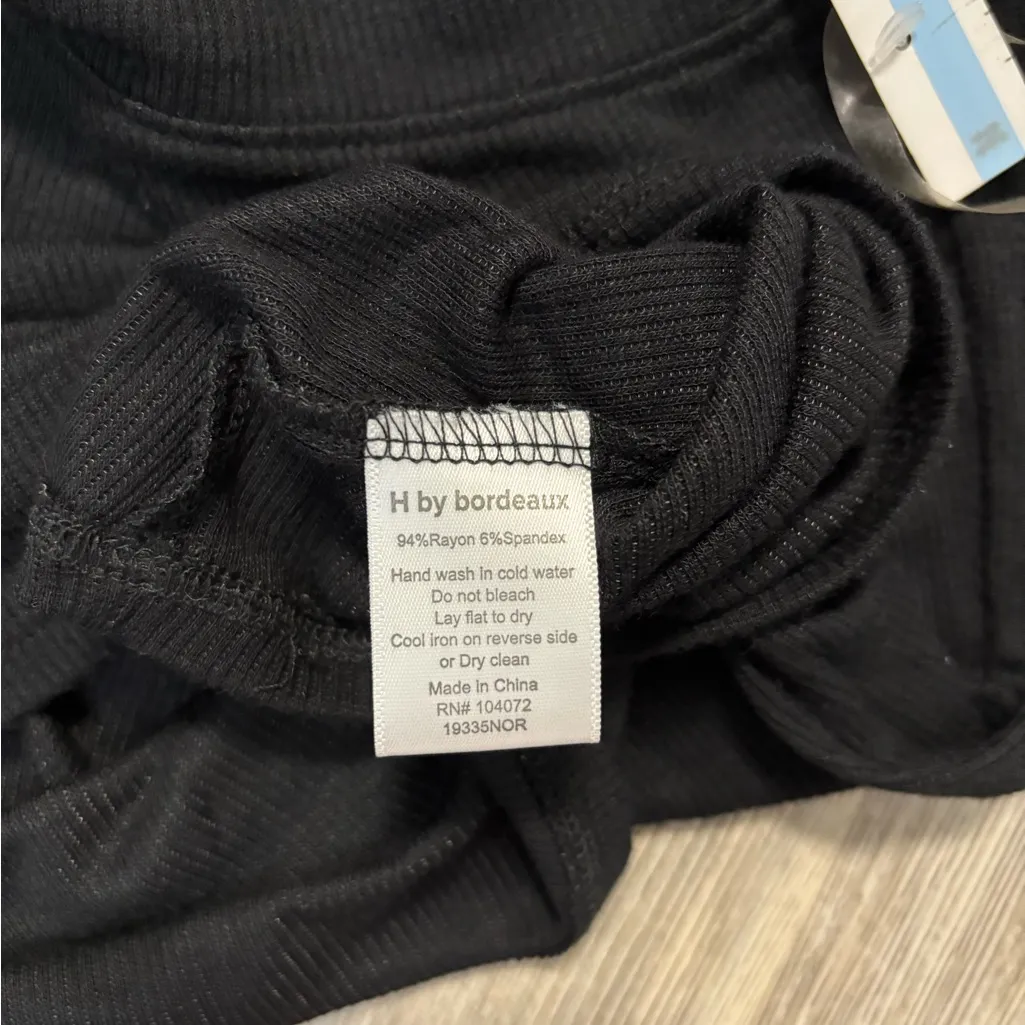 H by bordeaux
94%Rayon 6%Spandex
Hand wash in cold water
Do not bleach
Lay flat to dry
Cool iron on reverse side
or Dry clean
Made in China
RN# 104072
19335NOR